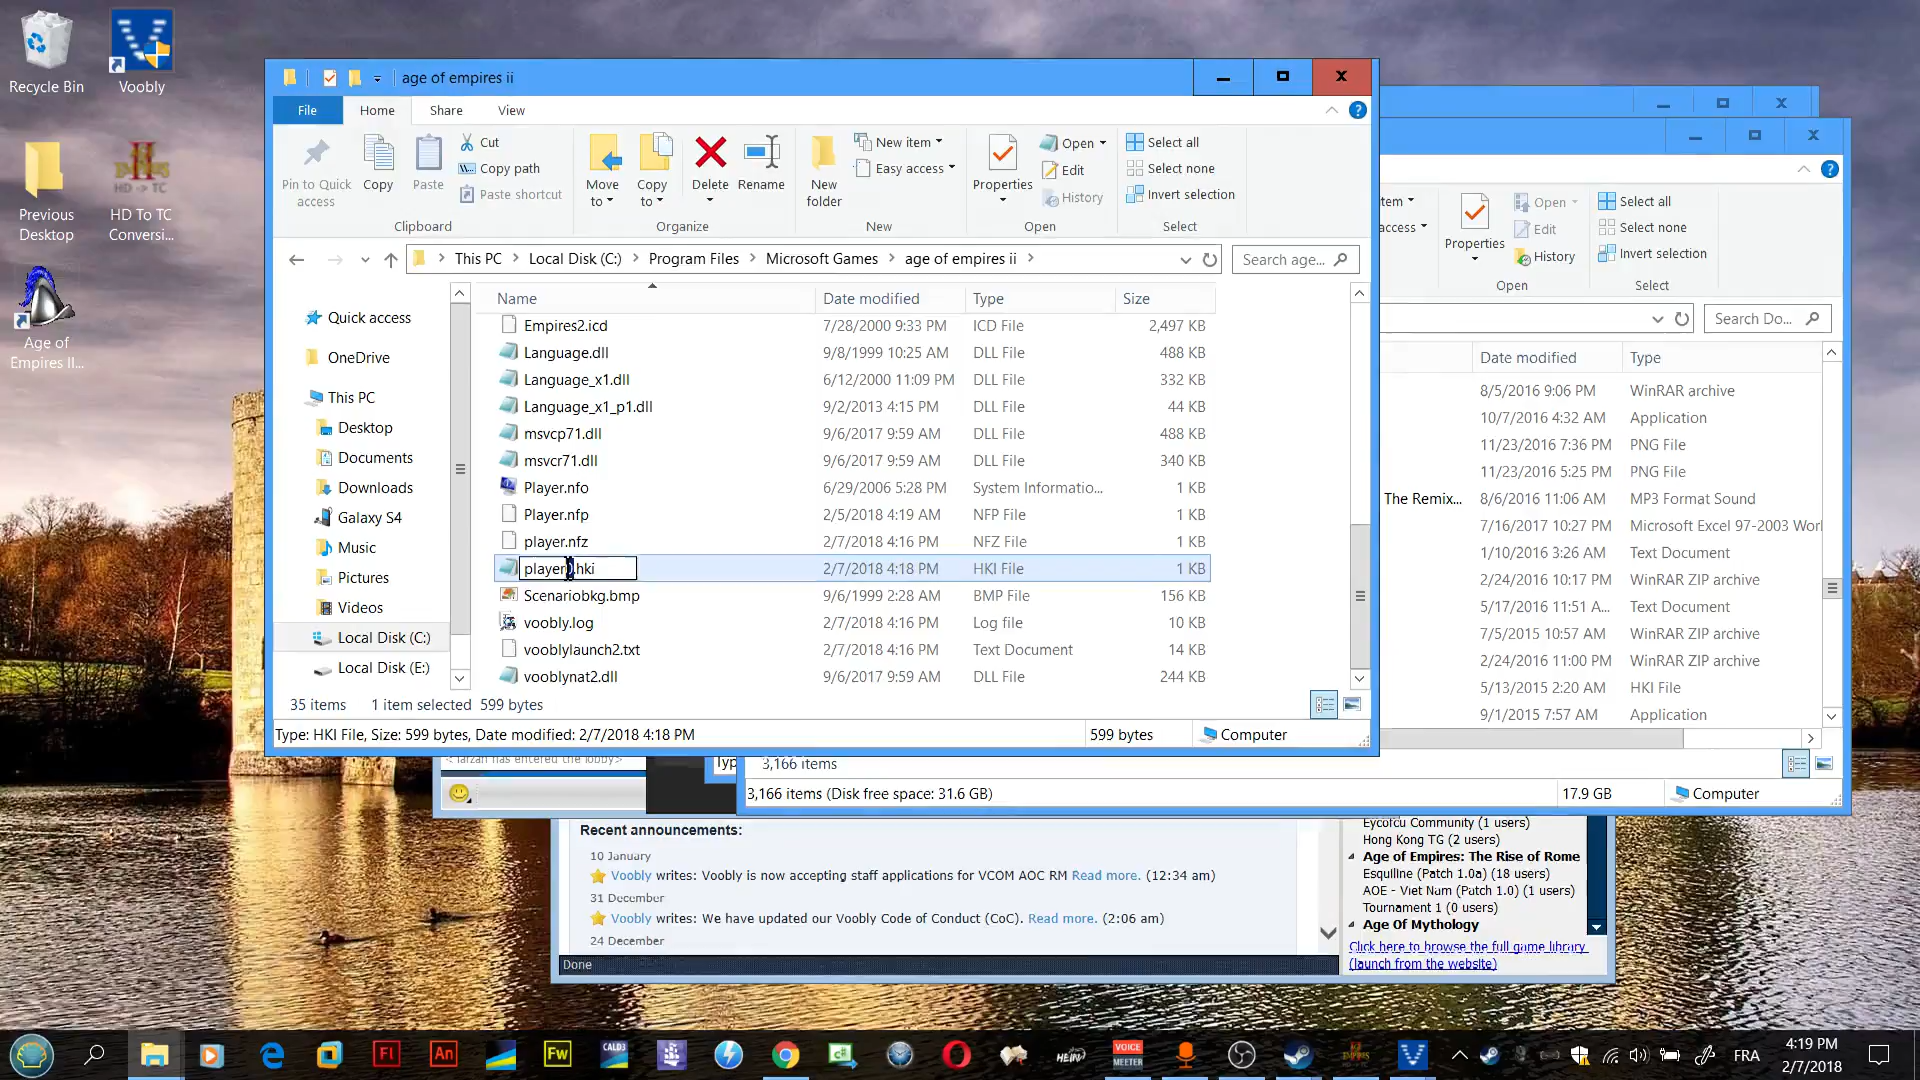 Recycle Bin
Voobly
Previous
Desktop
HD To TC
Conversi...
Age of
Empires II...
age of empires ii
File
Home
Share
View
Pin to Quick
access
Copy
Paste
Cut
Copy path
Paste shortcut
Clipboard
Move
to
Copy
to
Delete
Rename
Organize
New
folder
New item
Easy access
New
Properties
Open
Edit
History
Open
Select all
Select none
Invert selection
Select
This PC
Local Disk (C:)
Program Files
Microsoft Games
age of empires ii
Search age...
Quick access
OneDrive
This PC
Desktop
Documents
Downloads
Galaxy S4
Music
Pictures
Videos
Local Disk (C:)
Local Disk (E:)
Name Date modified Type Size
Empires2.icd 7/28/2000 9:33 PM ICD File 2,497 KB
Language.dll 9/8/1999 10:25 AM DLL File 488 KB
Language_x1.dll 6/12/2000 11:09 PM DLL File 332 KB
Language_x1_p1.dll 9/2/2013 4:15 PM DLL File 44 KB
msvcp71.dll 9/6/2017 9:59 AM DLL File 488 KB
msvcr71.dll 9/6/2017 9:59 AM DLL File 340 KB
Player.nfo 6/29/2006 5:28 PM System Informatio... 1 KB
Player.nfp 2/5/2018 4:19 AM NFP File 1 KB
player.nfz 2/7/2018 4:16 PM NFZ File 1 KB
player0.hki 2/7/2018 4:18 PM HKI File 1 KB
Scenariobkg.bmp 9/6/1999 2:28 AM BMP File 156 KB
voobly.log 2/7/2018 4:16 PM Log file 10 KB
vooblylaunch2.txt 2/7/2018 4:16 PM Text Document 14 KB
vooblynat2.dll 9/6/2017 9:59 AM DLL File 244 KB
35 items 1 item selected 599 bytes
Type: HKI File, Size: 599 bytes, Date modified: 2/7/2018 4:18 PM
599 bytes
Computer
Properties
Open
Edit
History
Open
Select all
Select none
Invert selection
Select
Search Do...
Date modified Type
8/5/2016 9:06 PM WinRAR archive
10/7/2016 4:32 AM Application
11/23/2016 7:36 PM PNG File
11/23/2016 5:25 PM PNG File
The Remix... 8/6/2016 11:06 AM MP3 Format Sound
7/16/2017 10:27 PM Microsoft Excel 97-2003 Wor
1/10/2016 3:26 AM Text Document
2/24/2016 10:17 PM WinRAR ZIP archive
5/17/2016 11:51 A... Text Document
7/5/2015 10:57 AM WinRAR ZIP archive
2/24/2016 11:00 PM WinRAR ZIP archive
5/13/2015 2:20 AM HKI File
9/1/2015 7:57 AM Application
< Tarzan has entered the lobby>
Typ
3,166 items
3,166 items (Disk free space: 31.6 GB)
17.9 GB
Computer
Recent announcements:
10 January
Voobly writes: Voobly is now accepting staff applications for VCOM AOC RM Read more. (12:34 am)
31 December
Voobly writes: We have updated our Voobly Code of Conduct (CoC). Read more. (2:06 am)
24 December
Done
Eycofcu Community (1 users)
Hong Kong TG (2 users)
Age of Empires: The Rise of Rome
Esquiline (Patch 1.0a) (18 users)
AOE - Viet Nam (Patch 1.0) (1 users)
Tournament 1 (0 users)
Age Of Mythology
Click here to browse the full game library
(launch from the website)
Fl
An
Fw
CALD3
HEIDI
VOICE
MEETER
FRA
4:19 PM
2/7/2018